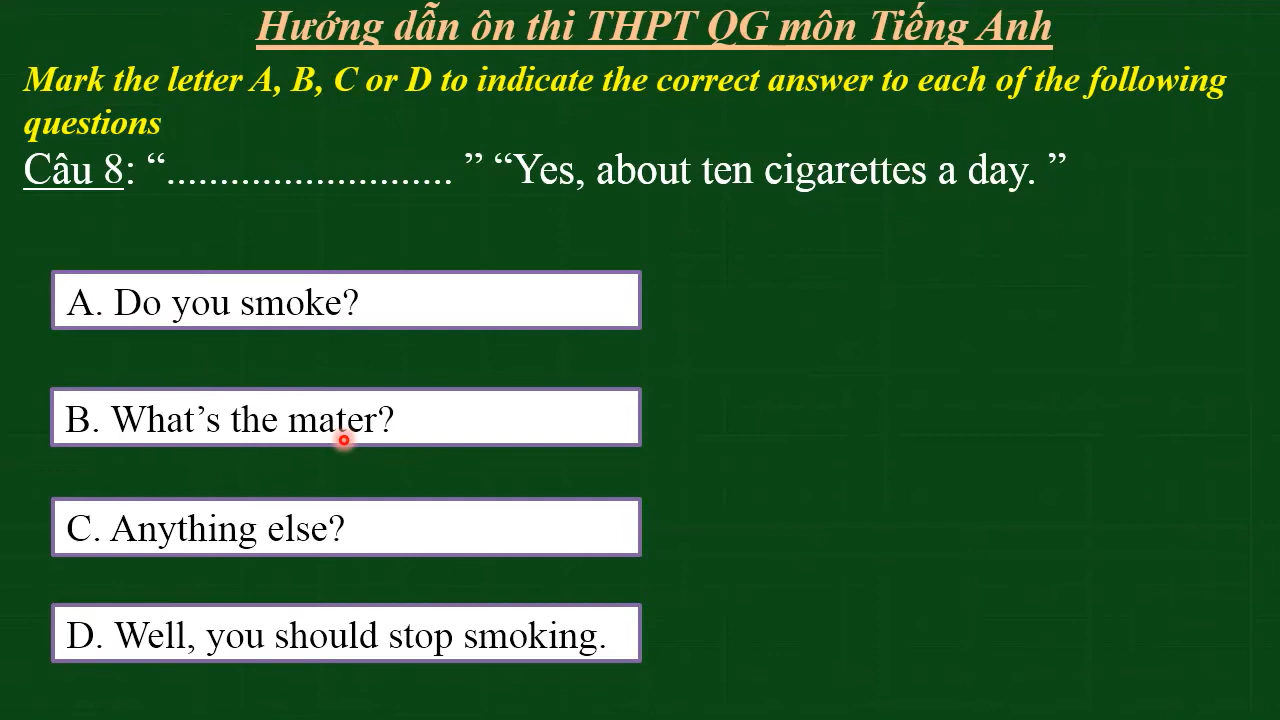 Hướng dẫn ôn thi THPT QG môn Tiếng Anh
Mark the letter A, B, C or D to indicate the correct answer to each of the following
questions
Câu 8: “........................... ” “Yes, about ten cigarettes a day. ”
A. Do you smoke?
B. What’s the mater?
C. Anything else?
D. Well, you should stop smoking.